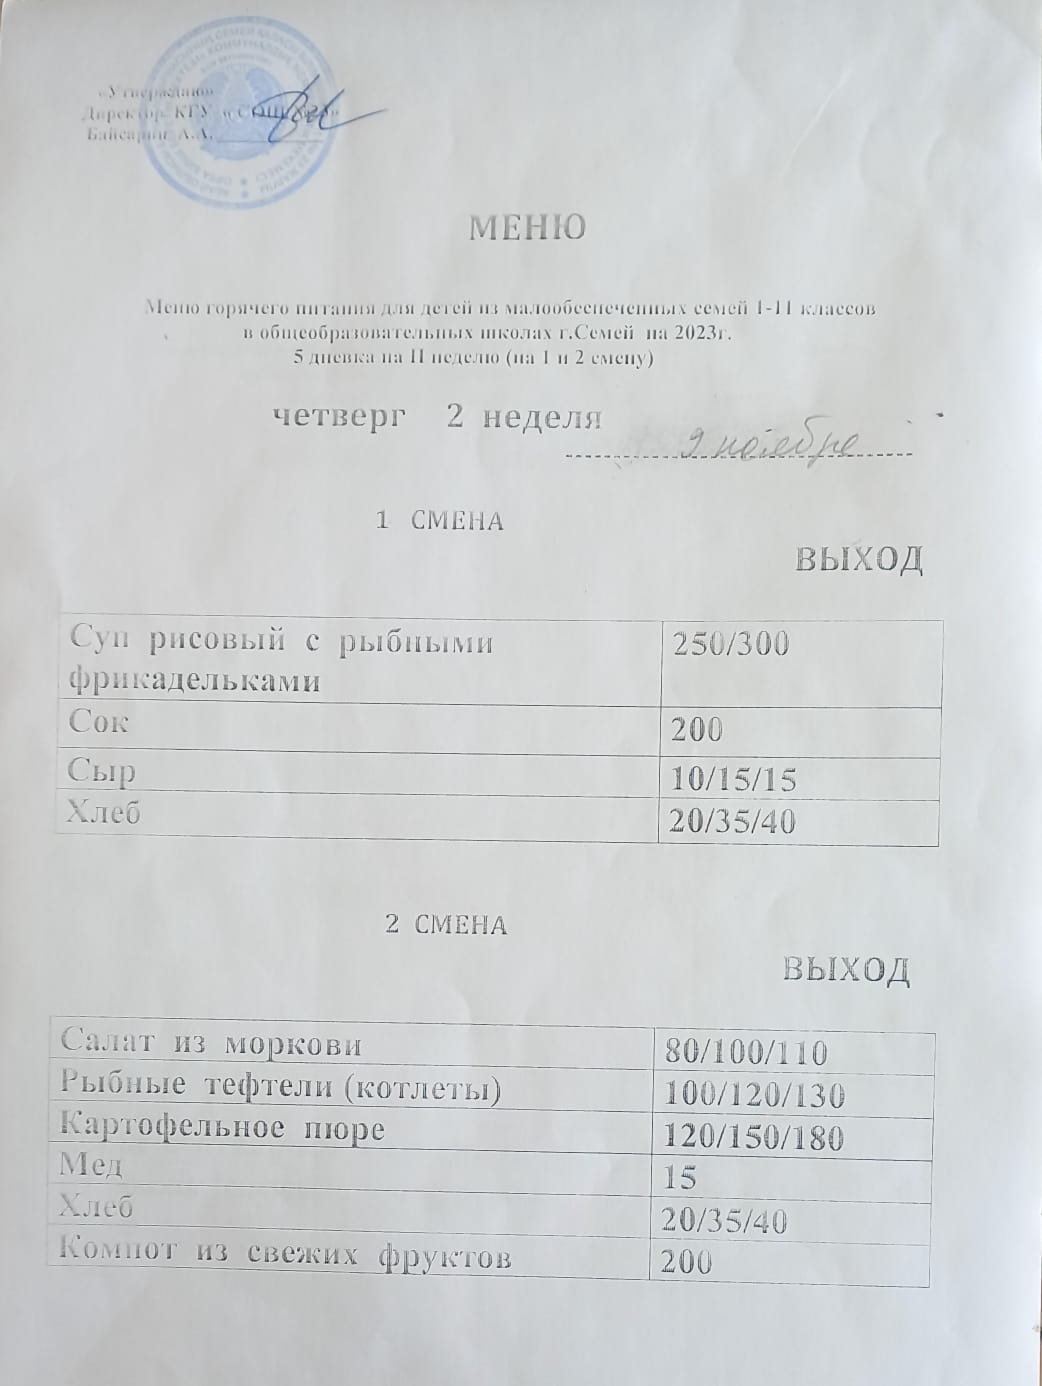 «Утверждаю»
Директор КГУ
Байсарин А.А.
МЕНЮ
Меню горячего питания для детей из малообеспеченных семей 1-11 классов
в общеобразовательных школах г.Семей на 2023г.
5 дневка на II неделю (на 1 и 2 смену)
четверг 2 неделя
9 ноября
1 СМЕНА
ВЫХОД
Суп рисовый с рыбными 250/300
фрикадельками
Сок 200
Сыр 10/15/15
Хлеб 20/35/40
2 СМЕНА
ВЫХОД
Салат из моркови 80/100/110
Рыбные тефтели (котлеты) 100/120/130
Картофельное пюре 120/150/180
Мед 15
Хлеб 20/35/40
Компот из свежих фруктов 200